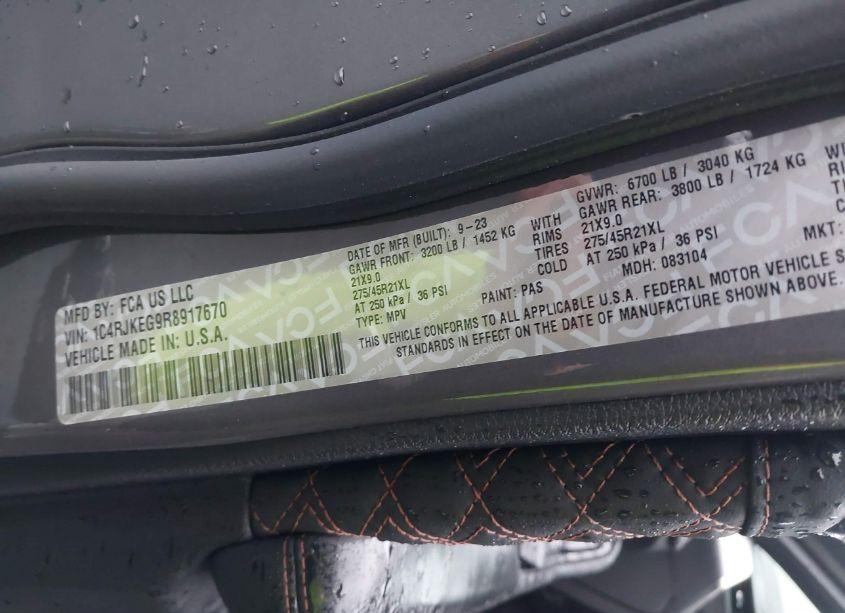 MFD BY: FCA US LLC
VIN: 1C4RJKEG9R8917670
VEHICLE MADE IN: U.S.A.
DATE OF MFR (BUILT): 9-23
GAWR FRONT: 3200 LB / 1452 KG WITH
21X9.0 RIMS
275/45R21XL TIRES
AT 250 kPa / 36 PSI COLD
TYPE: MPV PAINT: PAS MDH: 083104
GVWR: 6700 LB / 3040 KG
GAWR REAR: 3800 LB / 1724 KG
21X9.0
275/45R21XL
AT 250 kPa / 36 PSI
MKT:
THIS VEHICLE CONFORMS TO ALL APPLICABLE U.S.A. FEDERAL MOTOR VEHICLE
STANDARDS IN EFFECT ON THE DATE OF MANUFACTURE SHOWN ABOVE.